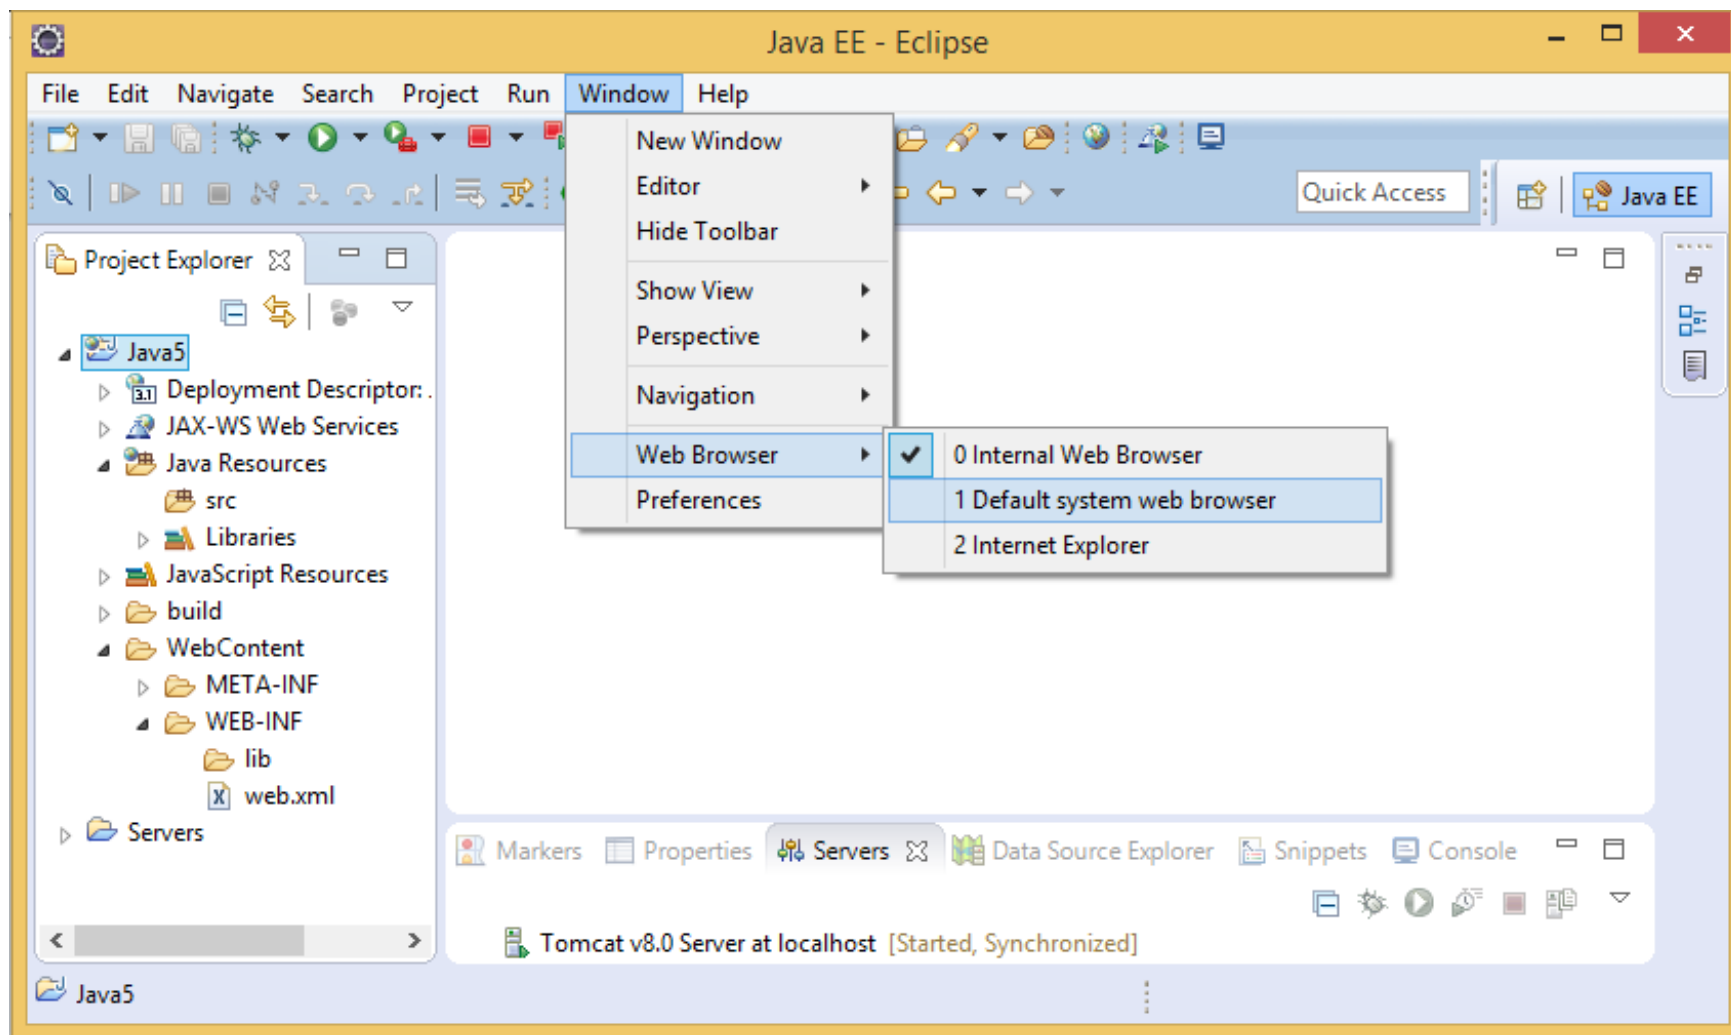 Java EE - Eclipse
File Edit Navigate Search Project Run Window Help
Quick Access
Java EE
New Window
Editor
Hide Toolbar
Show View
Perspective
Navigation
Web Browser
Preferences
0 Internal Web Browser
1 Default system web browser
2 Internet Explorer
Project Explorer
Java5
3.1 Deployment Descriptor: .
JAX-WS Web Services
Java Resources
src
Libraries
JavaScript Resources
build
WebContent
META-INF
WEB-INF
lib
X web.xml
Servers
Markers Properties Servers Data Source Explorer Snippets Console
Tomcat v8.0 Server at localhost [Started, Synchronized]
Java5